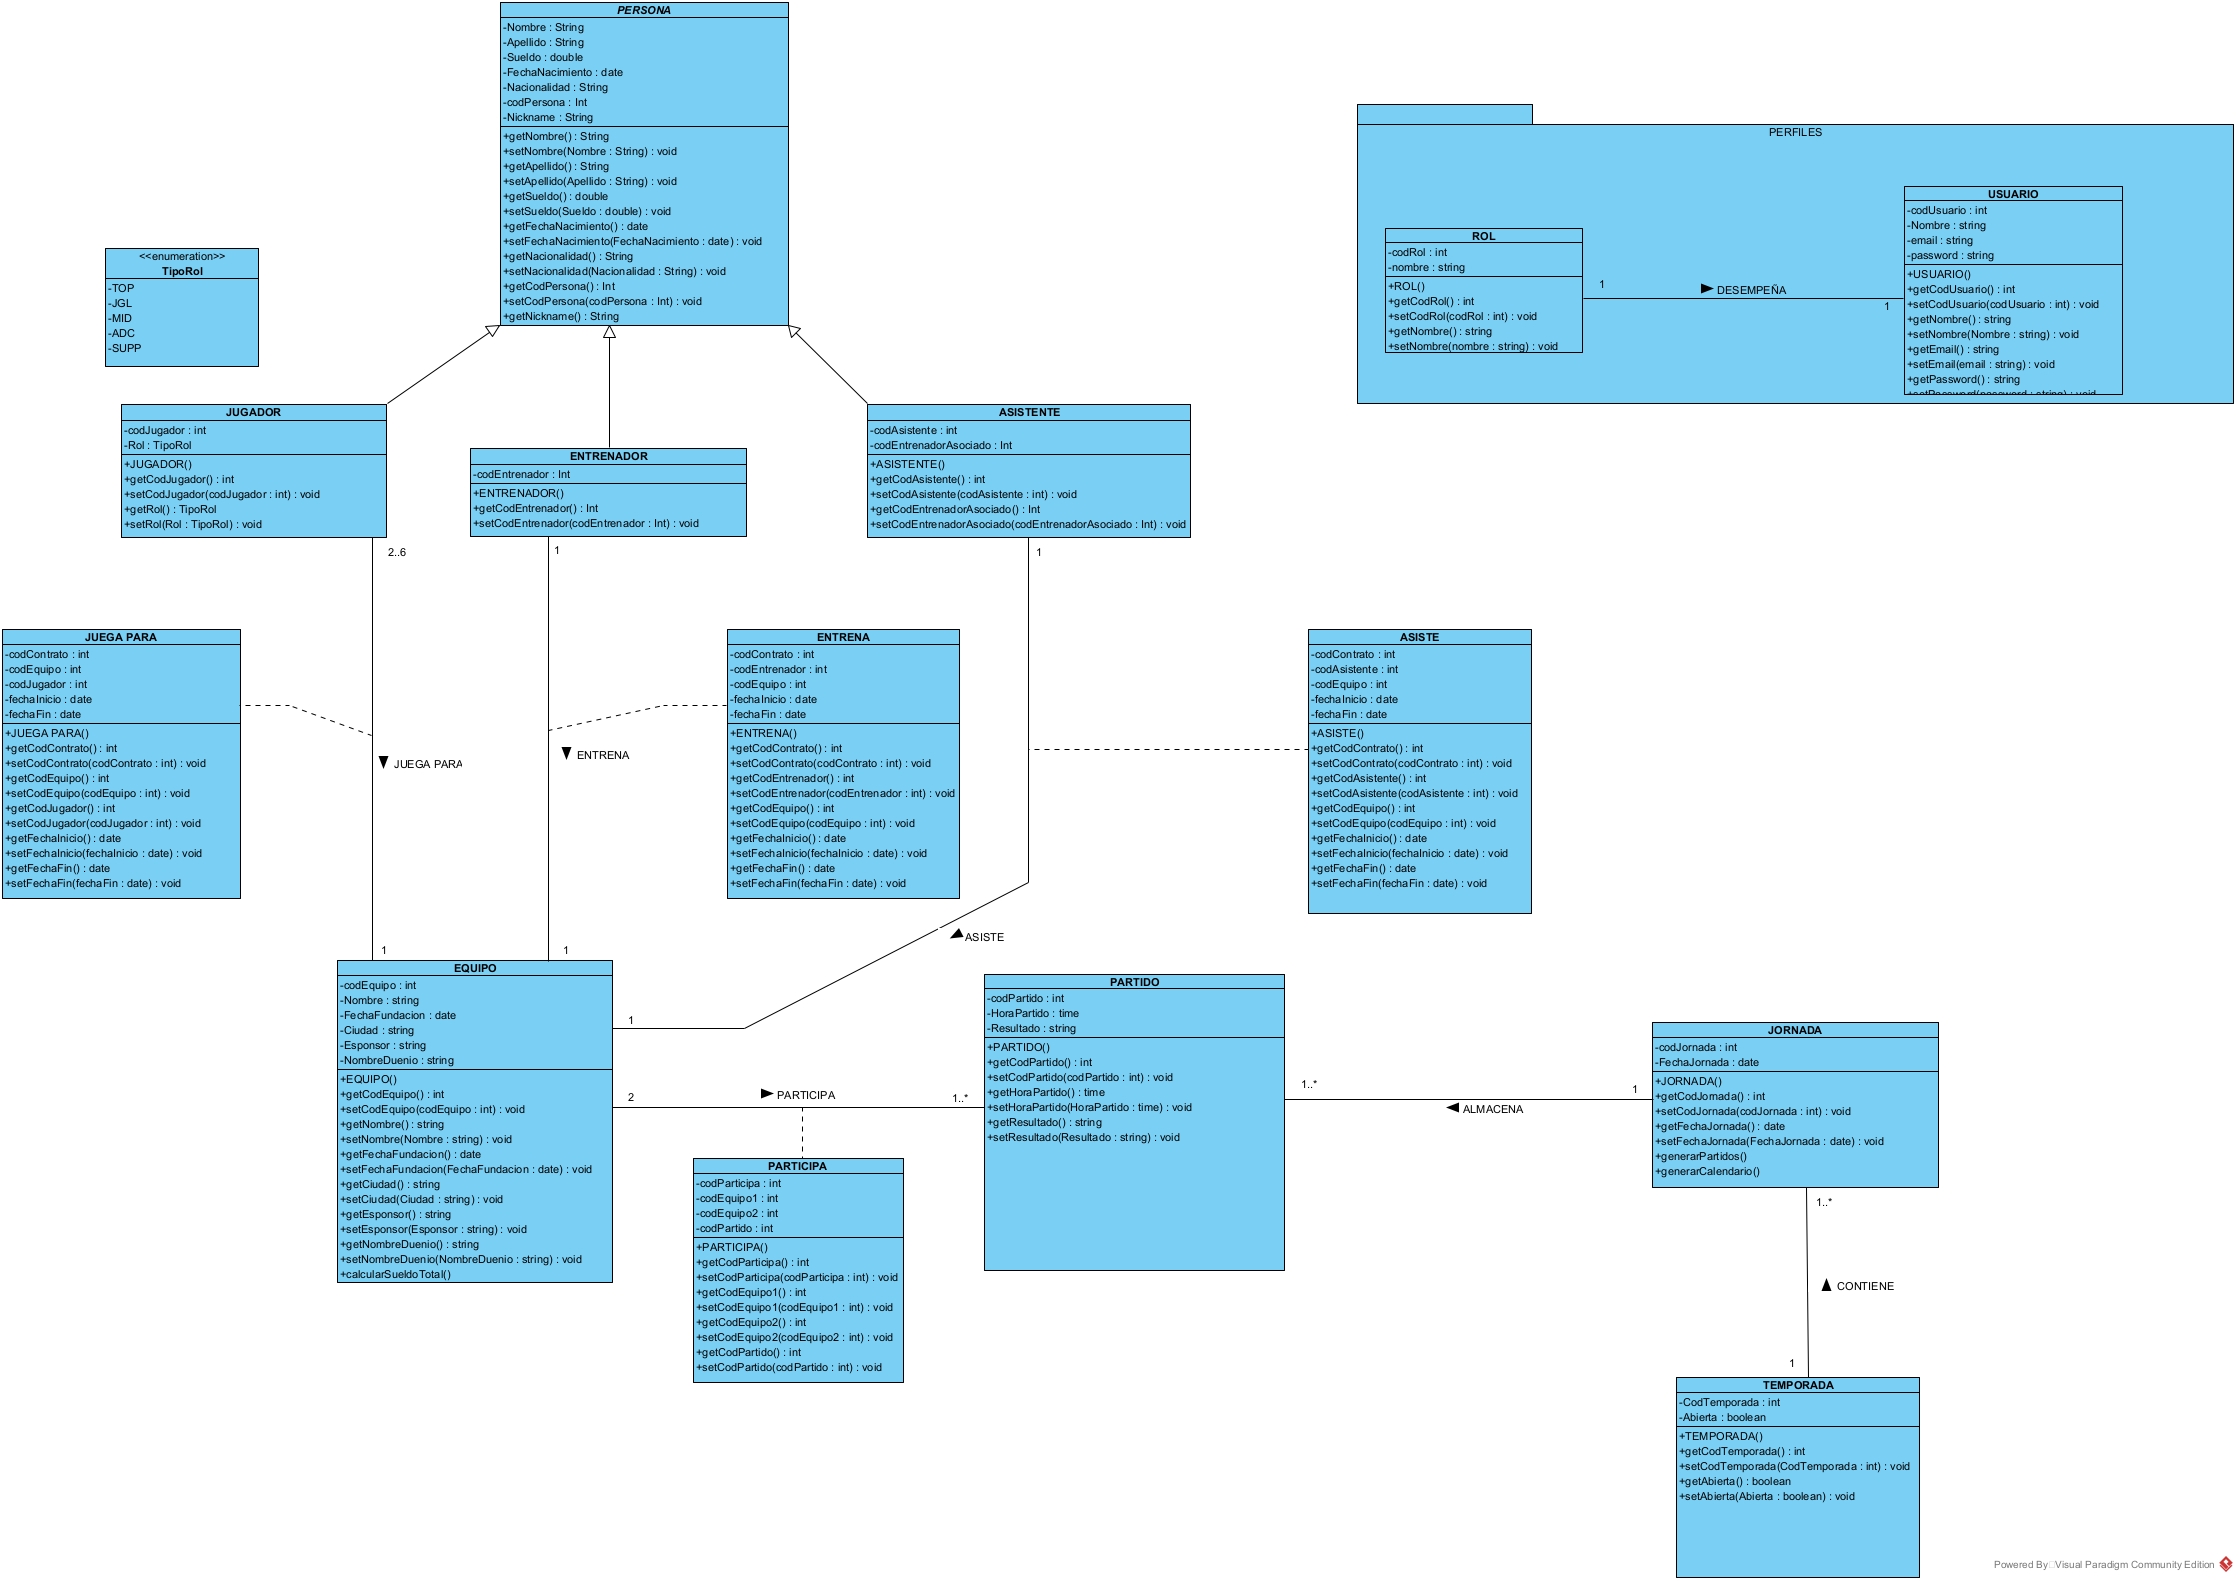 PERSONA
-Nombre : String
-Apellido : String
-Sueldo : double
-FechaNacimiento : date
-Nacionalidad : String
-codPersona : Int
-Nickname : String
+getNombre() : String
+setNombre(Nombre : String) : void
+getApellido() : String
+setApellido(Apellido : String) : void
+getSueldo() : double
+setSueldo(Sueldo : double) : void
+getFechaNacimiento() : date
+setFechaNacimiento(FechaNacimiento : date) : void
+getNacionalidad() : String
+setNacionalidad(Nacionalidad : String) : void
+getCodPersona() : Int
+setCodPersona(codPersona : Int) : void
+getNickname() : String
PERFILES
ROL
-codRol : int
-nombre : string
+ROL()
+getCodRol() : int
+setCodRol(codRol : int) : void
+getNombre() : string
+setNombre(nombre : string) : void
1
DESEMPEÑA
1
USUARIO
-codUsuario : int
-Nombre : string
-email : string
-password : string
+USUARIO()
+getCodUsuario() : int
+setCodUsuario(codUsuario : int) : void
+getNombre() : string
+setNombre(Nombre : string) : void
+getEmail() : string
+setEmail(email : string) : void
+getPassword() : string
+setPassword(password : string) : void
<<enumeration>>
TipoRol
-TOP
-JGL
-MID
-ADC
-SUPP
JUGADOR
-codJugador : int
-Rol : TipoRol
+JUGADOR()
+getCodJugador() : int
+setCodJugador(codJugador : int) : void
+getRol() : TipoRol
+setRol(Rol : TipoRol) : void
ENTRENADOR
-codEntrenador : Int
+ENTRENADOR()
+getCodEntrenador() : Int
+setCodEntrenador(codEntrenador : Int) : void
ASISTENTE
-codAsistente : int
-codEntrenadorAsociado : Int
+ASISTENTE()
+getCodAsistente() : int
+setCodAsistente(codAsistente : int) : void
+getCodEntrenadorAsociado() : Int
+setCodEntrenadorAsociado(codEntrenadorAsociado : Int) : void
2..6
1
1
JUEGA PARA
-codContrato : int
-codEquipo : int
-codJugador : int
-fechaInicio : date
-fechaFin : date
+JUEGA PARA()
+getCodContrato() : int
+setCodContrato(codContrato : int) : void
+getCodEquipo() : int
+setCodEquipo(codEquipo : int) : void
+getCodJugador() : int
+setCodJugador(codJugador : int) : void
+getFechaInicio() : date
+setFechaInicio(fechaInicio : date) : void
+getFechaFin() : date
+setFechaFin(fechaFin : date) : void
JUEGA PARA
ENTRENA
ENTRENA
-codContrato : int
-codEntrenador : int
-codEquipo : int
-fechaInicio : date
-fechaFin : date
+ENTRENA()
+getCodContrato() : int
+setCodContrato(codContrato : int) : void
+getCodEntrenador() : int
+setCodEntrenador(codEntrenador : int) : void
+getCodEquipo() : int
+setCodEquipo(codEquipo : int) : void
+getFechaInicio() : date
+setFechaInicio(fechaInicio : date) : void
+getFechaFin() : date
+setFechaFin(fechaFin : date) : void
ASISTE
-codContrato : int
-codAsistente : int
-codEquipo : int
-fechaInicio : date
-fechaFin : date
+ASISTE()
+getCodContrato() : int
+setCodContrato(codContrato : int) : void
+getCodAsistente() : int
+setCodAsistente(codAsistente : int) : void
+getCodEquipo() : int
+setCodEquipo(codEquipo : int) : void
+getFechaInicio() : date
+setFechaInicio(fechaInicio : date) : void
+getFechaFin() : date
+setFechaFin(fechaFin : date) : void
ASISTE
1
1
1
EQUIPO
-codEquipo : int
-Nombre : string
-FechaFundacion : date
-Ciudad : string
-Esponsor : string
-NombreDuenio : string
+EQUIPO()
+getCodEquipo() : int
+setCodEquipo(codEquipo : int) : void
+getNombre() : string
+setNombre(Nombre : string) : void
+getFechaFundacion() : date
+setFechaFundacion(FechaFundacion : date) : void
+getCiudad() : string
+setCiudad(Ciudad : string) : void
+getEsponsor() : string
+setEsponsor(Esponsor : string) : void
+getNombreDuenio() : string
+setNombreDuenio(NombreDuenio : string) : void
+calcularSueldoTotal()
2
PARTICIPA
1..*
PARTICIPA
-codParticipa : int
-codEquipo1 : int
-codEquipo2 : int
-codPartido : int
+PARTICIPA()
+getCodParticipa() : int
+setCodParticipa(codParticipa : int) : void
+getCodEquipo1() : int
+setCodEquipo1(codEquipo1 : int) : void
+getCodEquipo2() : int
+setCodEquipo2(codEquipo2 : int) : void
+getCodPartido() : int
+setCodPartido(codPartido : int) : void
PARTIDO
-codPartido : int
-HoraPartido : time
-Resultado : string
+PARTIDO()
+getCodPartido() : int
+setCodPartido(codPartido : int) : void
+getHoraPartido() : time
+setHoraPartido(HoraPartido : time) : void
+getResultado() : string
+setResultado(Resultado : string) : void
1..*
ALMACENA
1
JORNADA
-codJornada : int
-FechaJornada : date
+JORNADA()
+getCodJornada() : int
+setCodJornada(codJornada : int) : void
+getFechaJornada() : date
+setFechaJornada(FechaJornada : date) : void
+generarPartidos()
+generarCalendario()
1..*
CONTIENE
1
TEMPORADA
-CodTemporada : int
-Abierta : boolean
+TEMPORADA()
+getCodTemporada() : int
+setCodTemporada(CodTemporada : int) : void
+getAbierta() : boolean
+setAbierta(Abierta : boolean) : void
Powered By Visual Paradigm Community Edition